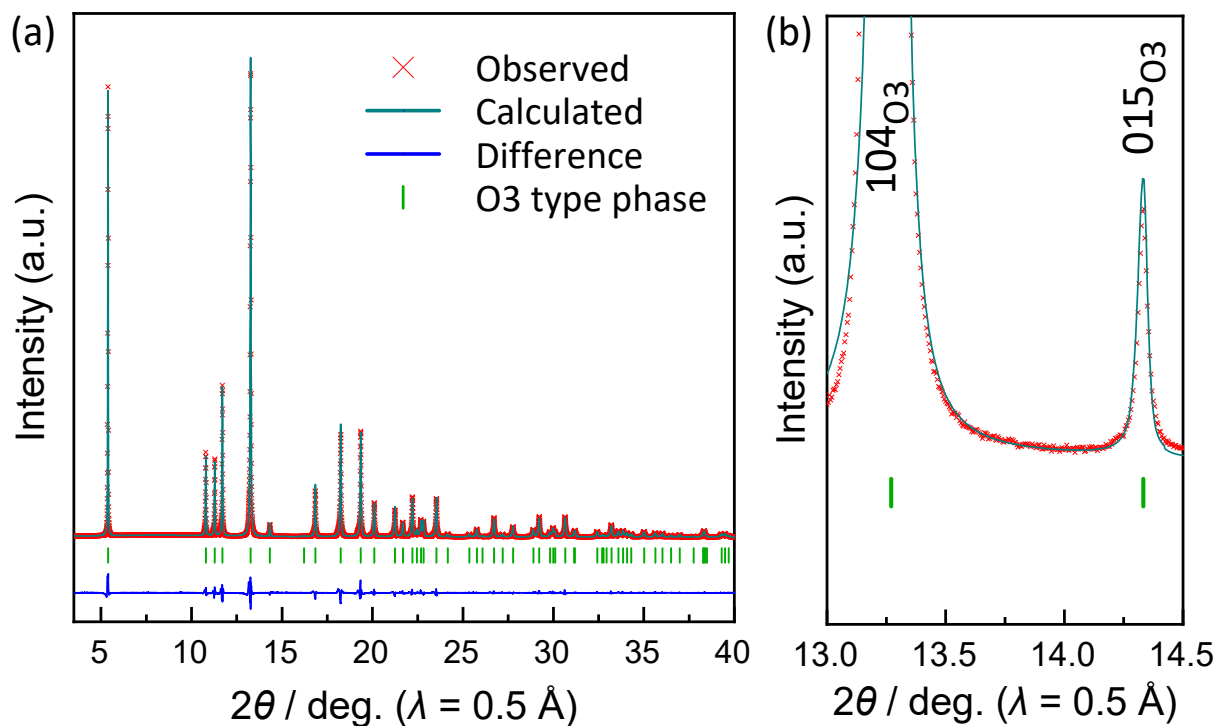 (a)
Observed
Calculated
Difference
O3 type phase
Intensity (a.u.)
5 10 15 20 25 30 35 40
2θ / deg. (λ = 0.5 Å)
(b)
104O3
015O3
Intensity (a.u.)
13.0 13.5 14.0 14.5
2θ / deg. (λ = 0.5 Å)